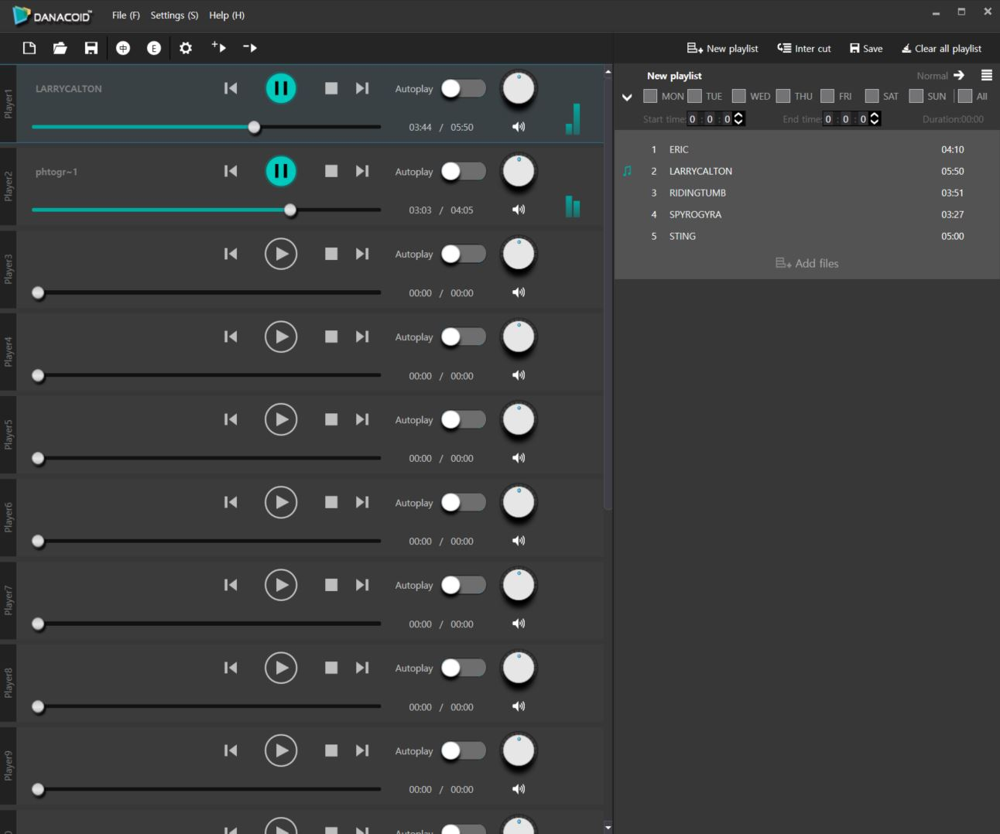 DANACOID™ File (F) Settings (S) Help (H)
中 E
New playlist Inter cut Save Clear all playlist
Player1
LARRYCALTON
Autoplay
03:44 / 05:50
Player2
phtogr~1
Autoplay
03:03 / 04:05
Player3
Autoplay
00:00 / 00:00
Player4
Autoplay
00:00 / 00:00
Player5
Autoplay
00:00 / 00:00
Player6
Autoplay
00:00 / 00:00
Player7
Autoplay
00:00 / 00:00
Player8
Autoplay
00:00 / 00:00
Player9
Autoplay
00:00 / 00:00
New playlist Normal
MON TUE WED THU FRI SAT SUN All
Start time: 0 : 0 : 0 End time: 0 : 0 : 0 Duration:00:00
1 ERIC 04:10
2 LARRYCALTON 05:50
3 RIDINGTUMB 03:51
4 SPYROGYRA 03:27
5 STING 05:00
Add files